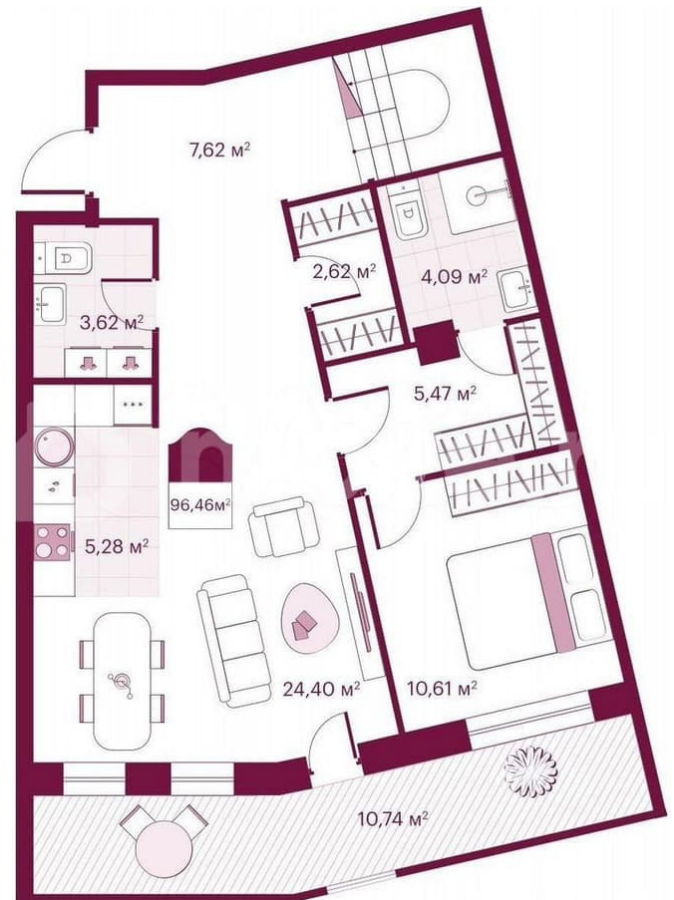 7,62 м²
2,62 м²
4,09 м²
3,62 м²
5,47 м²
96,46м²
5,28 м²
24,40 м²
10,61 м²
10,74 м²